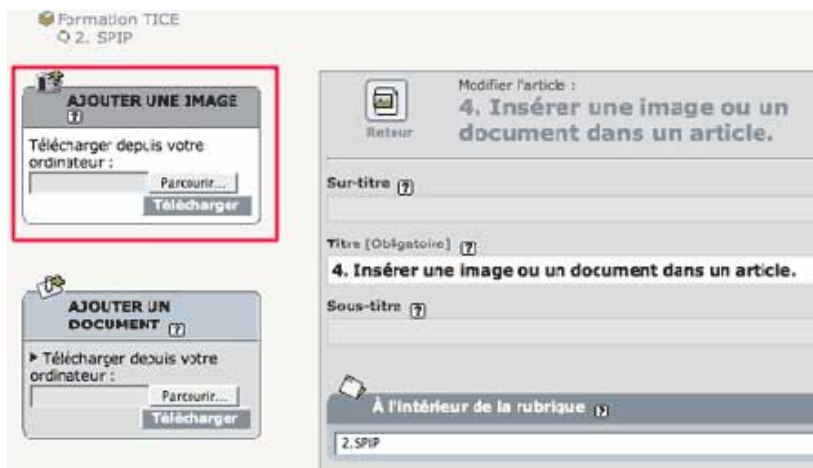 Formation TICE
2. SPIP
AJOUTER UNE IMAGE
?
Télécharger depuis votre
ordinateur :
Parcourir...
Télécharger
AJOUTER UN
DOCUMENT ?
Télécharger depuis votre
ordinateur :
Parcourir...
Télécharger
Retour
Modifier l'article :
4. Insérer une image ou un
document dans un article.
Sur-titre ?
Titre [Obligatoire] ?
4. Insérer une image ou un document dans un article.
Sous-titre ?
À l'intérieur de la rubrique ?
2. SPIP